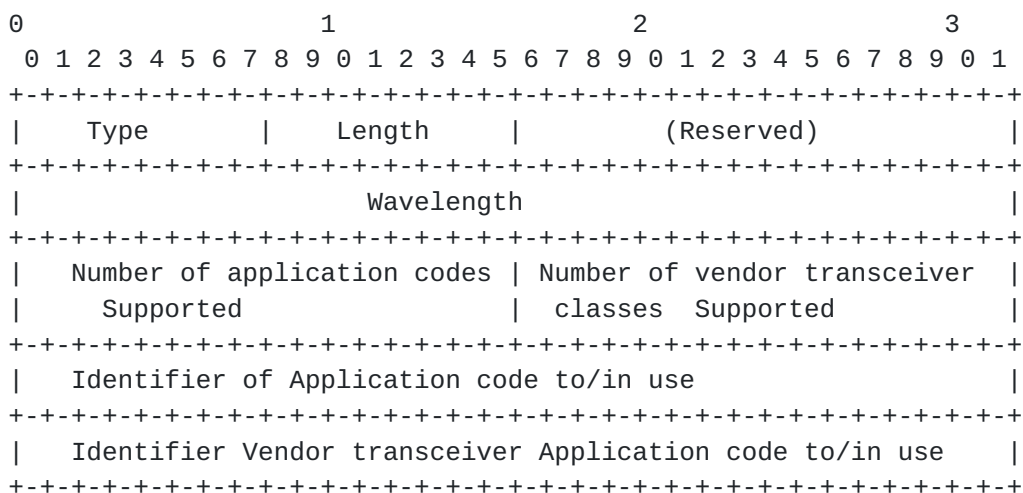 0                   1                   2                   3
 0 1 2 3 4 5 6 7 8 9 0 1 2 3 4 5 6 7 8 9 0 1 2 3 4 5 6 7 8 9 0 1
+-+-+-+-+-+-+-+-+-+-+-+-+-+-+-+-+-+-+-+-+-+-+-+-+-+-+-+-+-+-+-+-+
|    Type       |    Length     |         (Reserved)            |
+-+-+-+-+-+-+-+-+-+-+-+-+-+-+-+-+-+-+-+-+-+-+-+-+-+-+-+-+-+-+-+-+
|                      Wavelength                               |
+-+-+-+-+-+-+-+-+-+-+-+-+-+-+-+-+-+-+-+-+-+-+-+-+-+-+-+-+-+-+-+-+
|   Number of application codes | Number of vendor transceiver  |
|     Supported                 |  classes  Supported           |
+-+-+-+-+-+-+-+-+-+-+-+-+-+-+-+-+-+-+-+-+-+-+-+-+-+-+-+-+-+-+-+-+
|   Identifier of Application code to/in use                    |
+-+-+-+-+-+-+-+-+-+-+-+-+-+-+-+-+-+-+-+-+-+-+-+-+-+-+-+-+-+-+-+-+
|   Identifier Vendor transceiver Application code to/in use    |
+-+-+-+-+-+-+-+-+-+-+-+-+-+-+-+-+-+-+-+-+-+-+-+-+-+-+-+-+-+-+-+-+